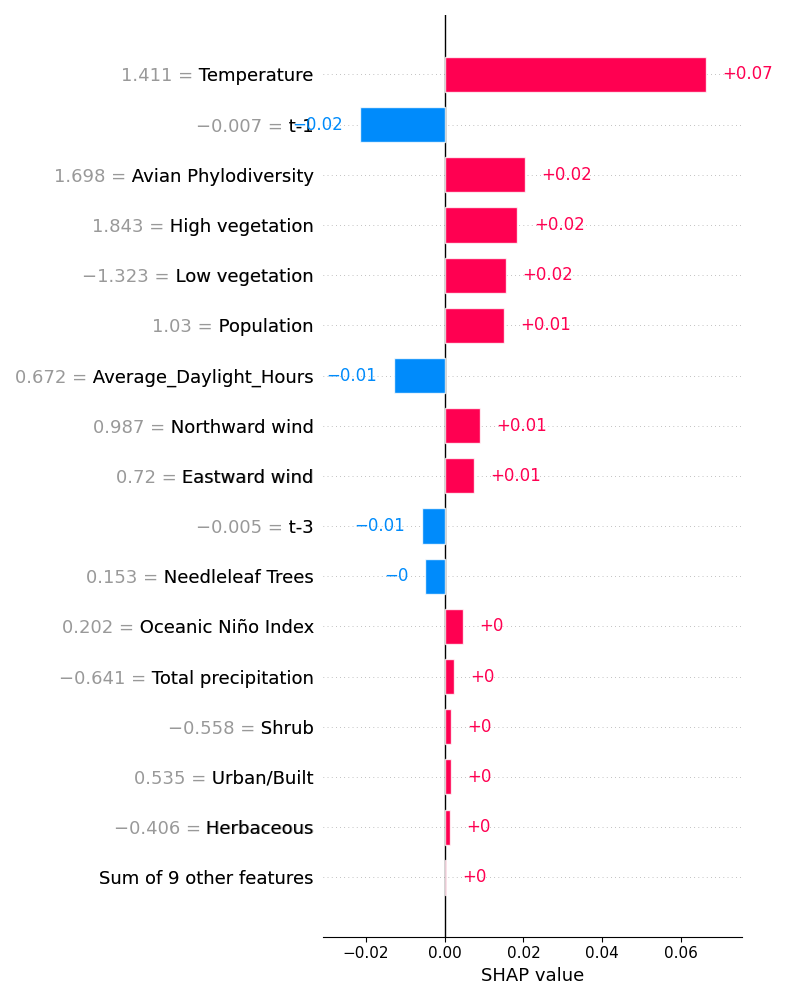 1.411 = Temperature +0.07
−0.007 = t-1 −0.02
1.698 = Avian Phylodiversity +0.02
1.843 = High vegetation +0.02
−1.323 = Low vegetation +0.02
1.03 = Population +0.01
0.672 = Average_Daylight_Hours −0.01
0.987 = Northward wind +0.01
0.72 = Eastward wind +0.01
−0.005 = t-3 −0.01
0.153 = Needleleaf Trees −0
0.202 = Oceanic Niño Index +0
−0.641 = Total precipitation +0
−0.558 = Shrub +0
0.535 = Urban/Built +0
−0.406 = Herbaceous +0
Sum of 9 other features +0
−0.02 0.00 0.02 0.04 0.06
SHAP value